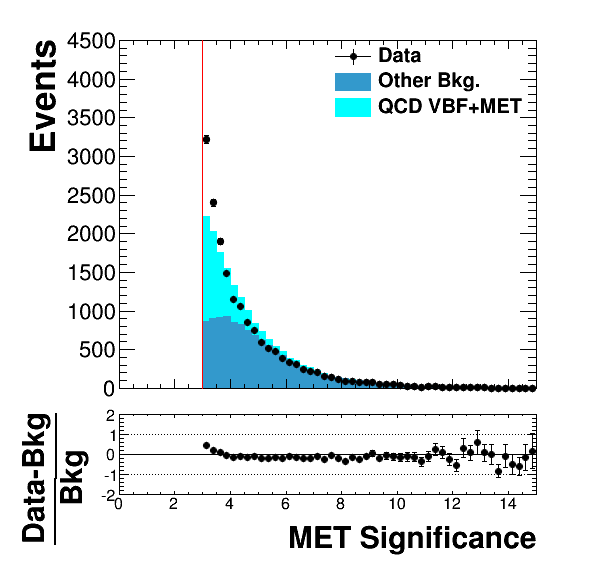 4500
4000
3500
3000
2500
2000
1500
1000
500
0
Events
Data
Other Bkg.
QCD VBF+MET
2
1
0
-1
-2
Data-Bkg
Bkg
0 2 4 6 8 10 12 14
MET Significance